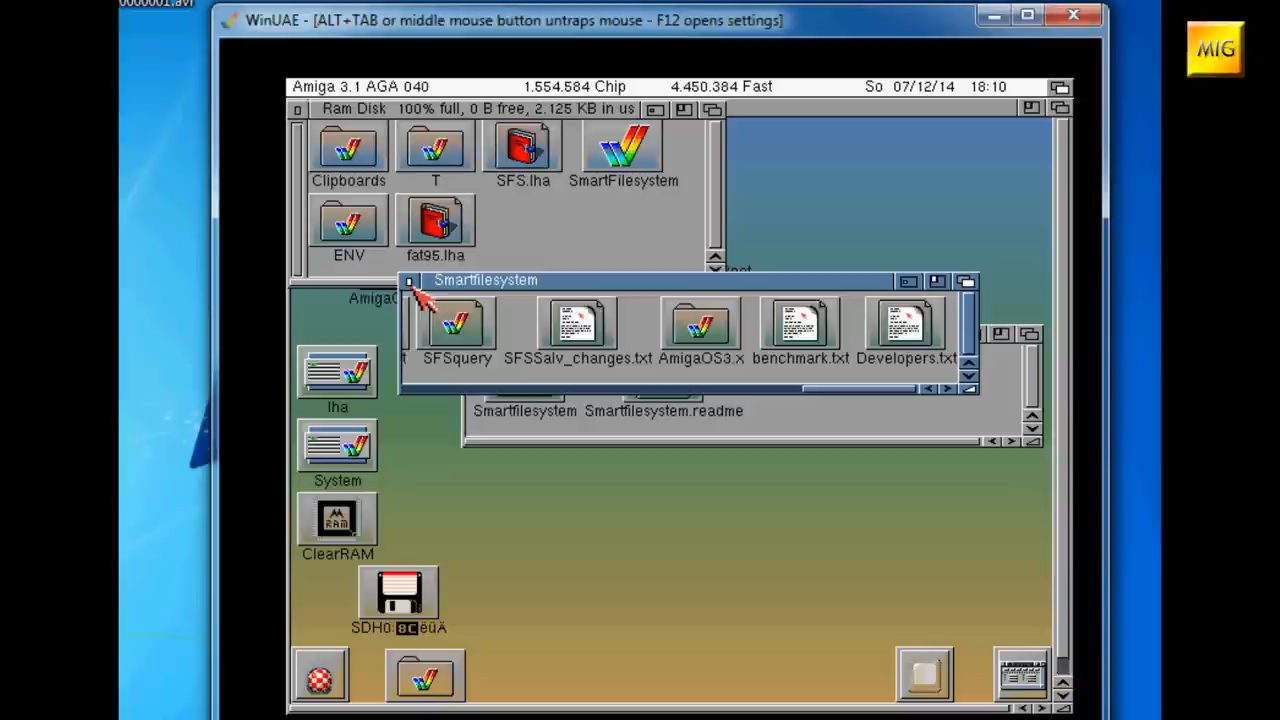 0000001.avi
WinUAE - [ALT+TAB or middle mouse button untraps mouse - F12 opens settings]
MIG
Amiga 3.1 AGA 040 1.554.584 Chip 4.450.384 Fast So 07/12/14 18:10
Ram Disk 100% full, 0 B free, 2.125 KB in us
Clipboards T SFS.lha SmartFilesystem
ENV fat95.lha
Smartfilesystem
SFSquery SFSSalv_changes.txt AmigaOS3.x benchmark.txt Developers.txt
lha
Smartfilesystem Smartfilesystem.readme
System
RAM
ClearRAM